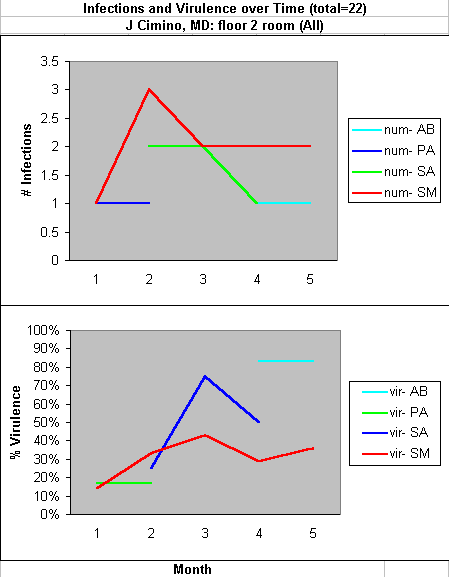 Infections and Virulence over Time (total=22)
J Cimino, MD: floor 2 room (All)
3.5
3
2.5
2
1.5
1
0.5
0
# Infections
1 2 3 4 5
num- AB
num- PA
num- SA
num- SM
100%
90%
80%
70%
60%
50%
40%
30%
20%
10%
0%
% Virulence
1 2 3 4 5
vir- AB
vir- PA
vir- SA
vir- SM
Month